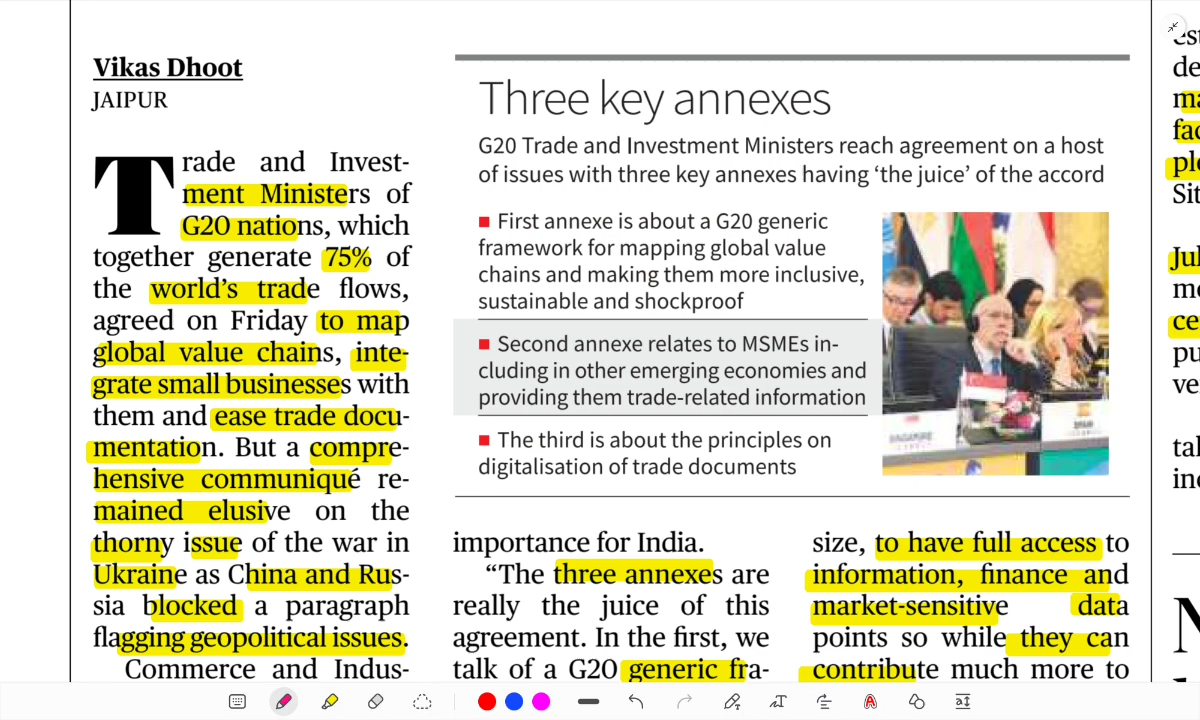 Vikas Dhoot
JAIPUR
Trade and Invest-
ment Ministers of
G20 nations, which
together generate 75% of
the world’s trade flows,
agreed on Friday to map
global value chains, inte-
grate small businesses with
them and ease trade docu-
mentation. But a compre-
hensive communiqué re-
mained elusive on the
thorny issue of the war in
Ukraine as China and Rus-
sia blocked a paragraph
flagging geopolitical issues.
Commerce and Indus-
Three key annexes
G20 Trade and Investment Ministers reach agreement on a host
of issues with three key annexes having ‘the juice’ of the accord
■ First annexe is about a G20 generic
framework for mapping global value
chains and making them more inclusive,
sustainable and shockproof
■ Second annexe relates to MSMEs in-
cluding in other emerging economies and
providing them trade-related information
■ The third is about the principles on
digitalisation of trade documents
SINGAPORE
SPAIN
importance for India.
“The three annexes are
really the juice of this
agreement. In the first, we
talk of a G20 generic fra-
size, to have full access to
information, finance and
market-sensitive data
points so while they can
contribute much more to